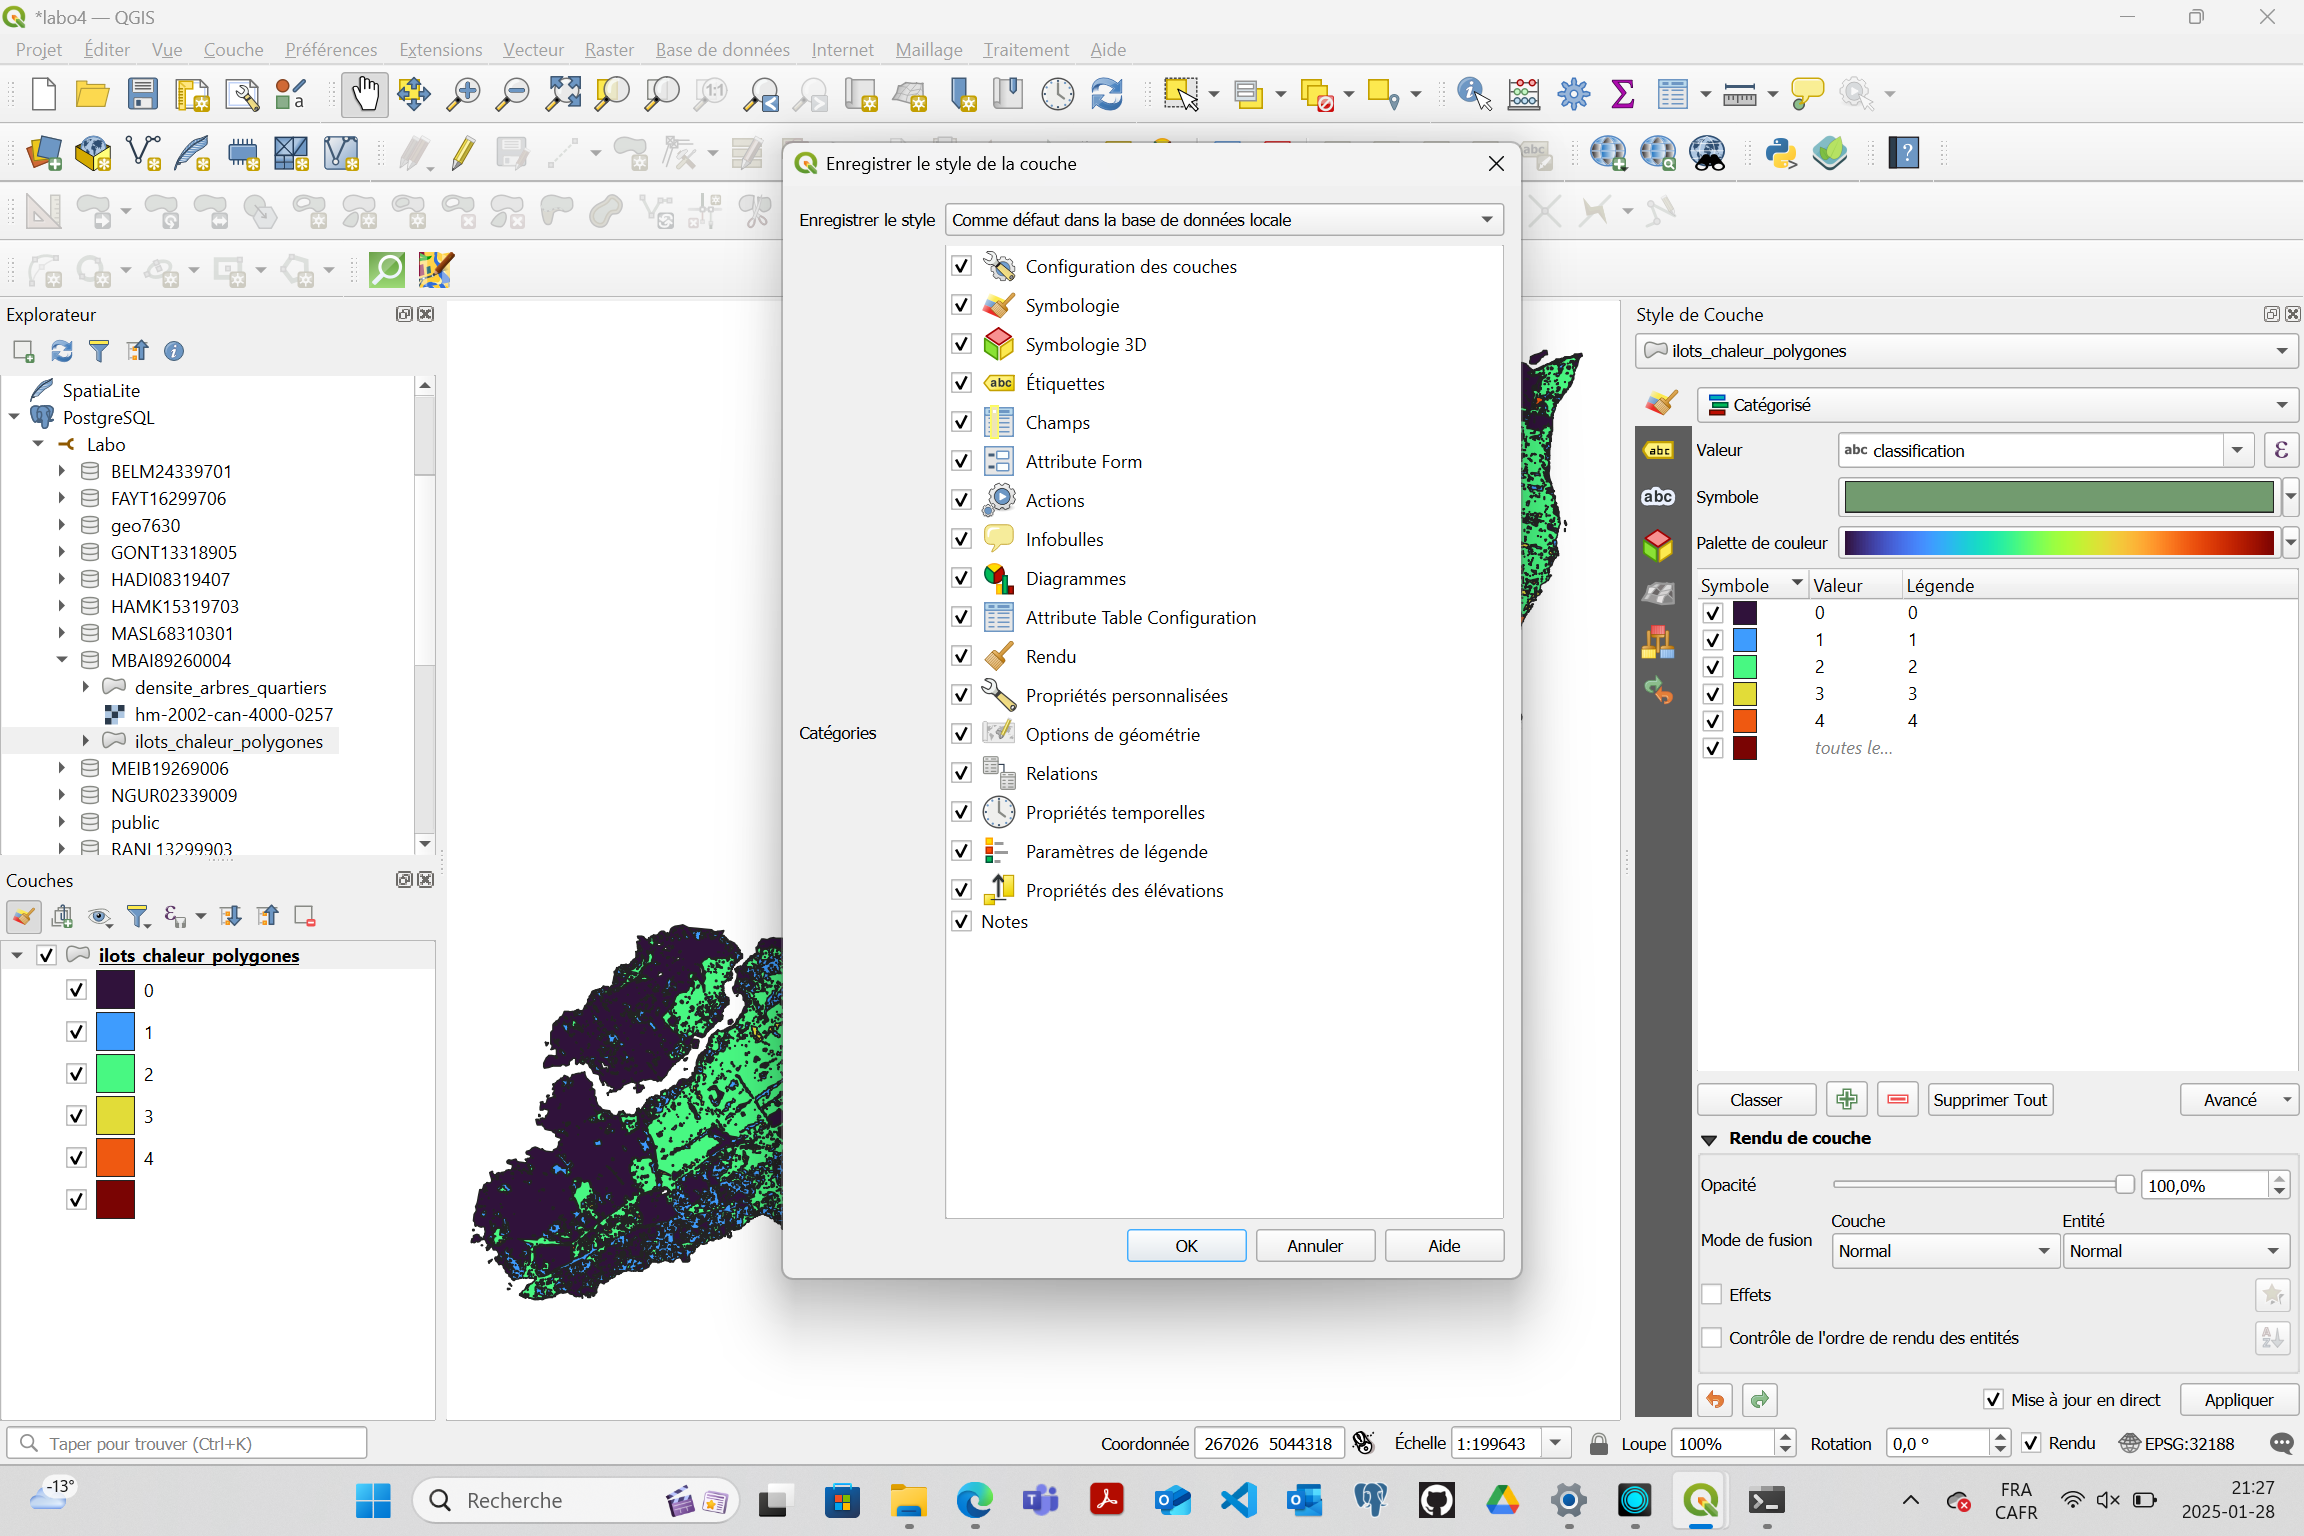 *labo4 — QGIS
Projet Éditer Vue Couche Préférences Extensions Vecteur Raster Base de données Internet Maillage Traitement Aide
Enregistrer le style de la couche
Enregistrer le style Comme défaut dans la base de données locale
Configuration des couches
Symbologie
Symbologie 3D
Étiquettes
Champs
Attribute Form
Actions
Infobulles
Diagrammes
Attribute Table Configuration
Rendu
Propriétés personnalisées
Catégories
Options de géométrie
Relations
Propriétés temporelles
Paramètres de légende
Propriétés des élévations
Notes
OK Annuler Aide
Explorateur
SpatiaLite
PostgreSQL
Labo
BELM24339701
FAYT16299706
geo7630
GONT13318905
HADI08319407
HAMK15319703
MASL68310301
MBAI89260004
densite_arbres_quartiers
hm-2002-can-4000-0257
ilots_chaleur_polygones
MEIB19269006
NGUR02339009
public
RANL13299903
Couches
ilots chaleur polygones
0
1
2
3
4
Style de Couche
ilots_chaleur_polygones
Catégorisé
Valeur abc classification
Symbole
Palette de couleur
Symbole Valeur Légende
0 0
1 1
2 2
3 3
4 4
toutes le...
Classer Supprimer Tout Avancé
Rendu de couche
Opacité 100,0%
Couche Entité
Mode de fusion Normal Normal
Effets
Contrôle de l'ordre de rendu des entités
Mise à jour en direct Appliquer
Taper pour trouver (Ctrl+K) Coordonnée 267026 5044318 Échelle 1:199643 Loupe 100% Rotation 0,0 ° Rendu EPSG:32188
-13°
Recherche
FRA
CAFR
21:27
2025-01-28